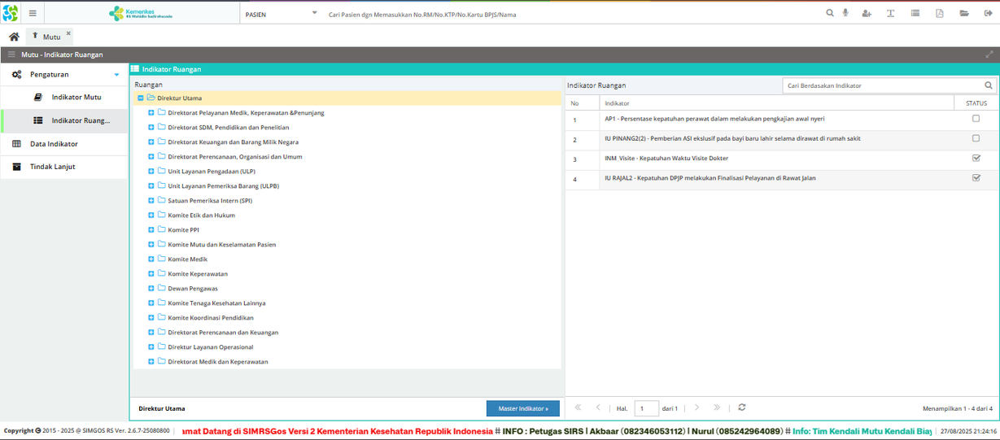 Kemenkes
RS Wahidin Sudirohusodo
PASIEN
Cari Pasien dgn Memasukkan No.RM/No.KTP/No.Kartu BPJS/Nama
Mutu
Mutu - Indikator Ruangan
Pengaturan
Indikator Mutu
Indikator Ruang...
Data Indikator
Tindak Lanjut
Indikator Ruangan
Ruangan
Direktur Utama
Direktorat Pelayanan Medik, Keperawatan &Penunjang
Direktorat SDM, Pendidikan dan Penelitian
Direktorat Keuangan dan Barang Milik Negara
Direktorat Perencanaan, Organisasi dan Umum
Unit Layanan Pengadaan (ULP)
Unit Layanan Pemeriksa Barang (ULPB)
Satuan Pemeriksa Intern (SPI)
Komite Etik dan Hukum
Komite PPI
Komite Mutu dan Keselamatan Pasien
Komite Medik
Komite Keperawatan
Dewan Pengawas
Komite Tenaga Kesehatan Lainnya
Komite Koordinasi Pendidikan
Direktorat Perencanaan dan Keuangan
Direktur Layanan Operasional
Direktorat Medik dan Keperawatan
Direktur Utama
Master Indikator »
Indikator Ruangan
Cari Berdasakan Indikator
No Indikator STATUS
1 AP1 - Persentase kepatuhan perawat dalam melakukan pengkajian awal nyeri
2 IU PINANG2(2) - Pemberian ASI ekslusif pada bayi baru lahir selama dirawat di rumah sakit
3 INM_Visite - Kepatuhan Waktu Visite Dokter
4 IU RAJAL2 - Kepatuhan DPJP melakukan Finalisasi Pelayanan di Rawat Jalan
Hal. 1 dari 1
Menampilkan 1 - 4 dari 4
Copyright © 2015 - 2025 @ SIMGOS RS Ver. 2.6.7-25080800
amat Datang di SIMRSGos Versi 2 Kementerian Kesehatan Republik Indonesia # INFO : Petugas SIRS | Akbaar (082346053112) | Nurul (085242964089) # Info: Tim Kendali Mutu Kendali Biay
27/08/2025 21:24:16